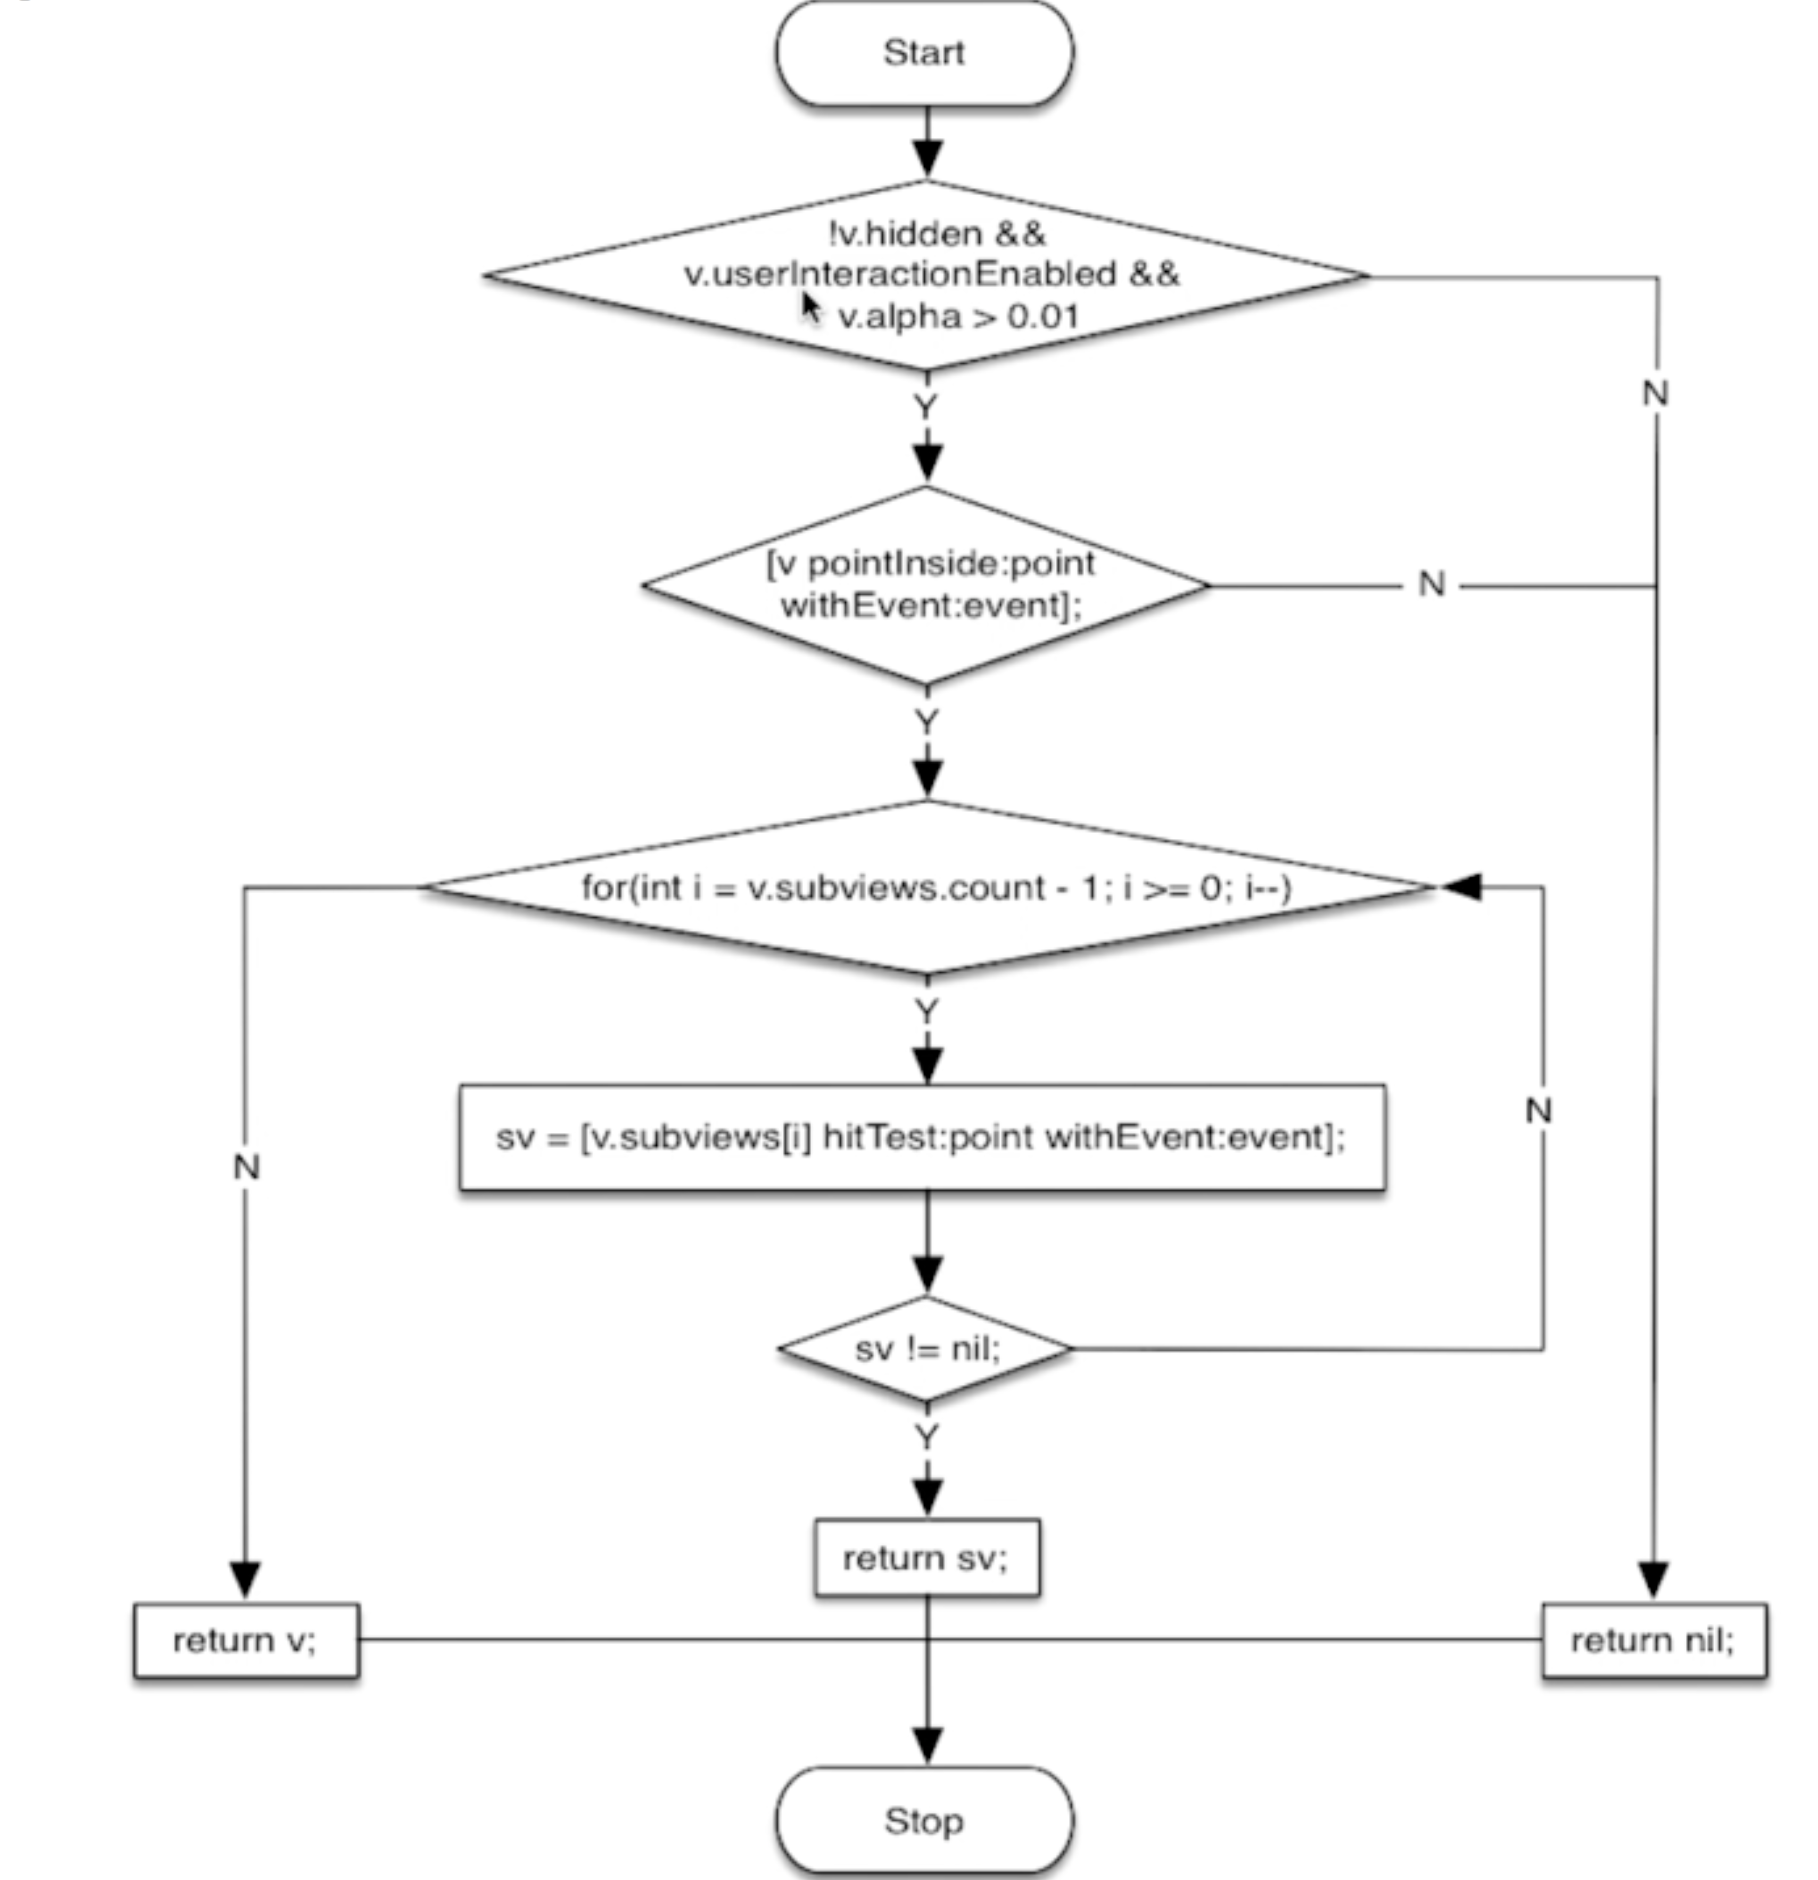 Start
!v.hidden &&
v.userInteractionEnabled &&
v.alpha > 0.01
N
Y
[v pointInside:point
withEvent:event];
N
Y
for(int i = v.subviews.count - 1; i >= 0; i--)
Y
N
sv = [v.subviews[i] hitTest:point withEvent:event];
N
sv != nil;
Y
return sv;
return v;
return nil;
Stop